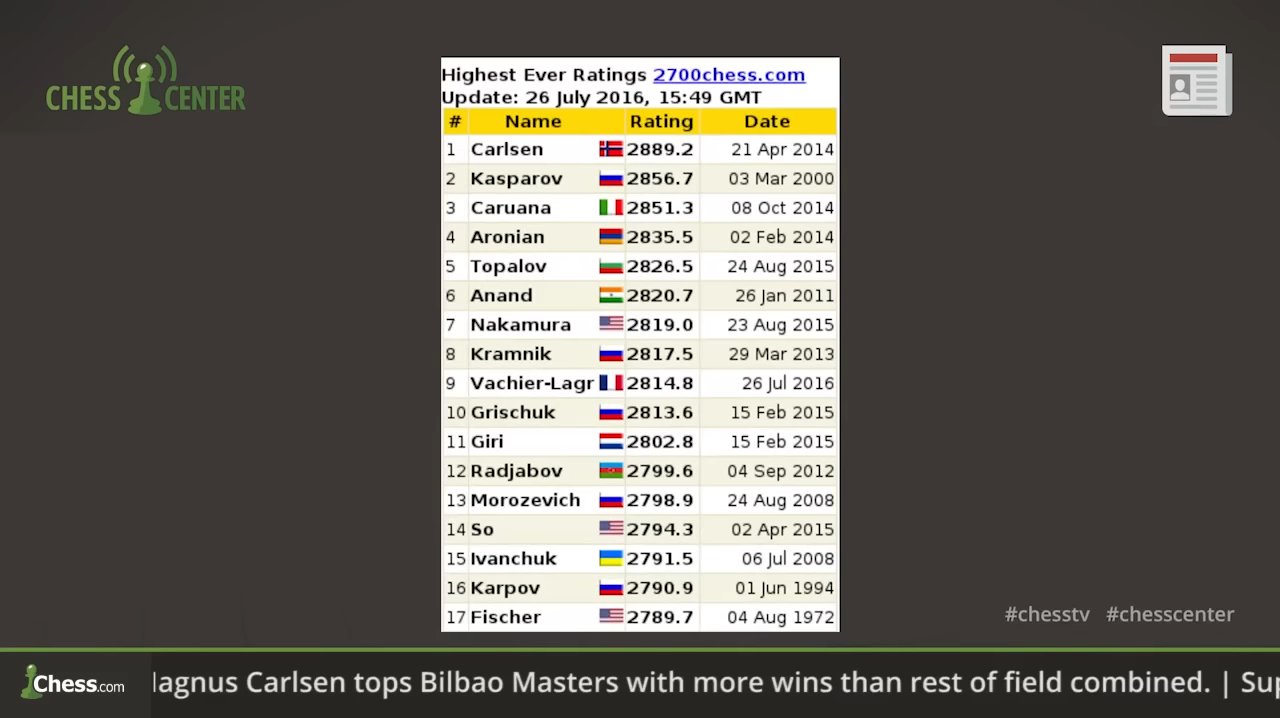 CHESS CENTER
Highest Ever Ratings 2700chess.com
Update: 26 July 2016, 15:49 GMT
# Name Rating Date
1 Carlsen 2889.2 21 Apr 2014
2 Kasparov 2856.7 03 Mar 2000
3 Caruana 2851.3 08 Oct 2014
4 Aronian 2835.5 02 Feb 2014
5 Topalov 2826.5 24 Aug 2015
6 Anand 2820.7 26 Jan 2011
7 Nakamura 2819.0 23 Aug 2015
8 Kramnik 2817.5 29 Mar 2013
9 Vachier-Lagr 2814.8 26 Jul 2016
10 Grischuk 2813.6 15 Feb 2015
11 Giri 2802.8 15 Feb 2015
12 Radjabov 2799.6 04 Sep 2012
13 Morozevich 2798.9 24 Aug 2008
14 So 2794.3 02 Apr 2015
15 Ivanchuk 2791.5 06 Jul 2008
16 Karpov 2790.9 01 Jun 1994
17 Fischer 2789.7 04 Aug 1972
#chesstv #chesscenter
Chess.com agnus Carlsen tops Bilbao Masters with more wins than rest of field combined. | Su